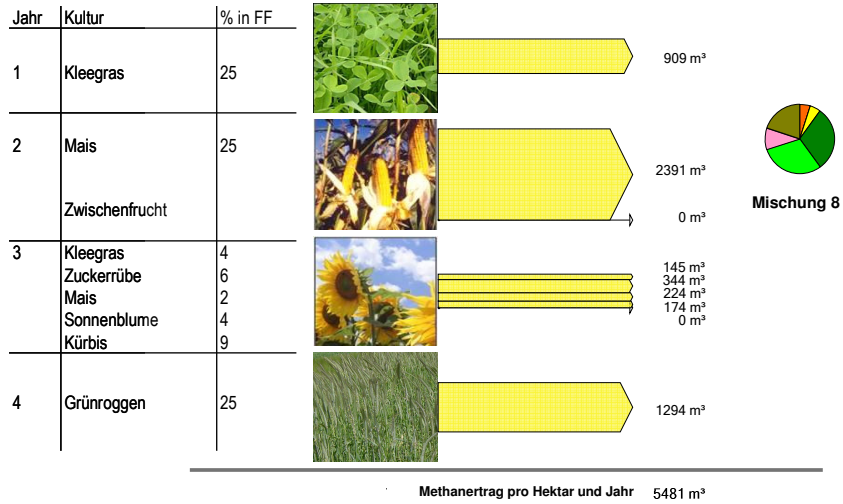 Jahr Kultur % in FF
1 Kleegras 25 909 m³
2 Mais 25 2391 m³
Zwischenfrucht 0 m³
Mischung 8
3 Kleegras 4 145 m³
Zuckerrübe 6 344 m³
Mais 2 224 m³
Sonnenblume 4 174 m³
Kürbis 9 0 m³
4 Grünroggen 25 1294 m³
Methanertrag pro Hektar und Jahr 5481 m³